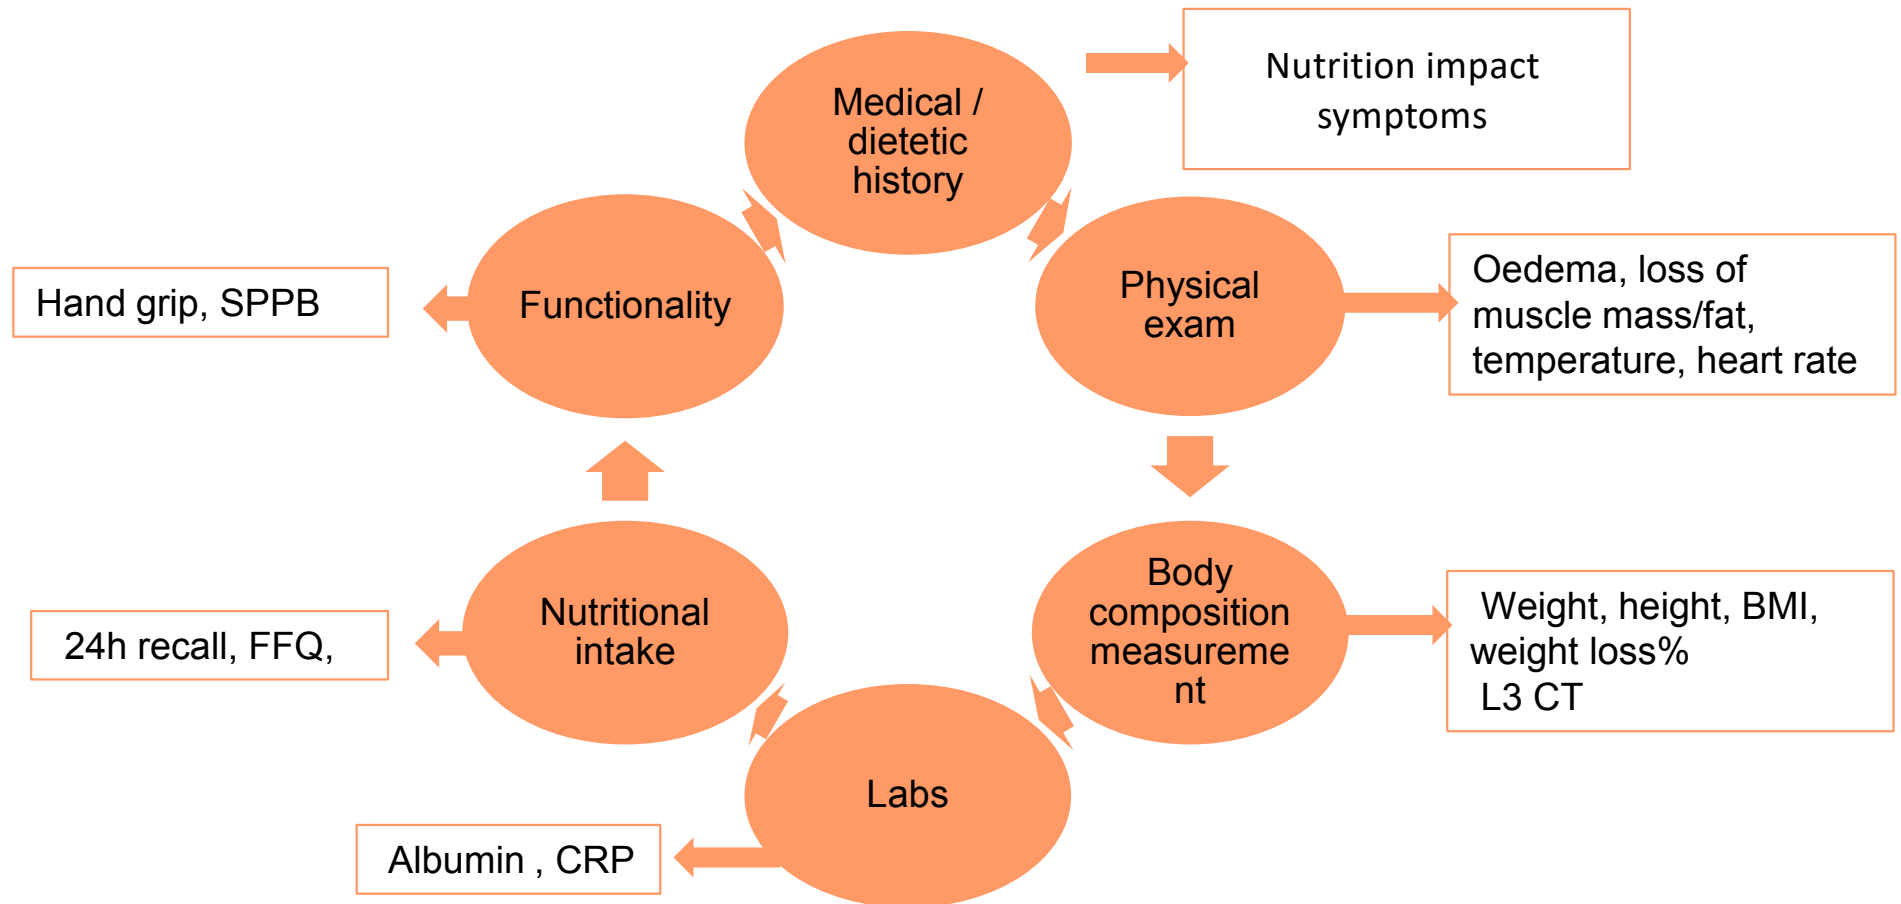 Medical /
dietetic
history
Nutrition impact
symptoms
Physical
exam
Oedema, loss of
muscle mass/fat,
temperature, heart rate
Body
composition
measureme
nt
Weight, height, BMI,
weight loss%
L3 CT
Labs
Albumin , CRP
Nutritional
intake
24h recall, FFQ,
Functionality
Hand grip, SPPB